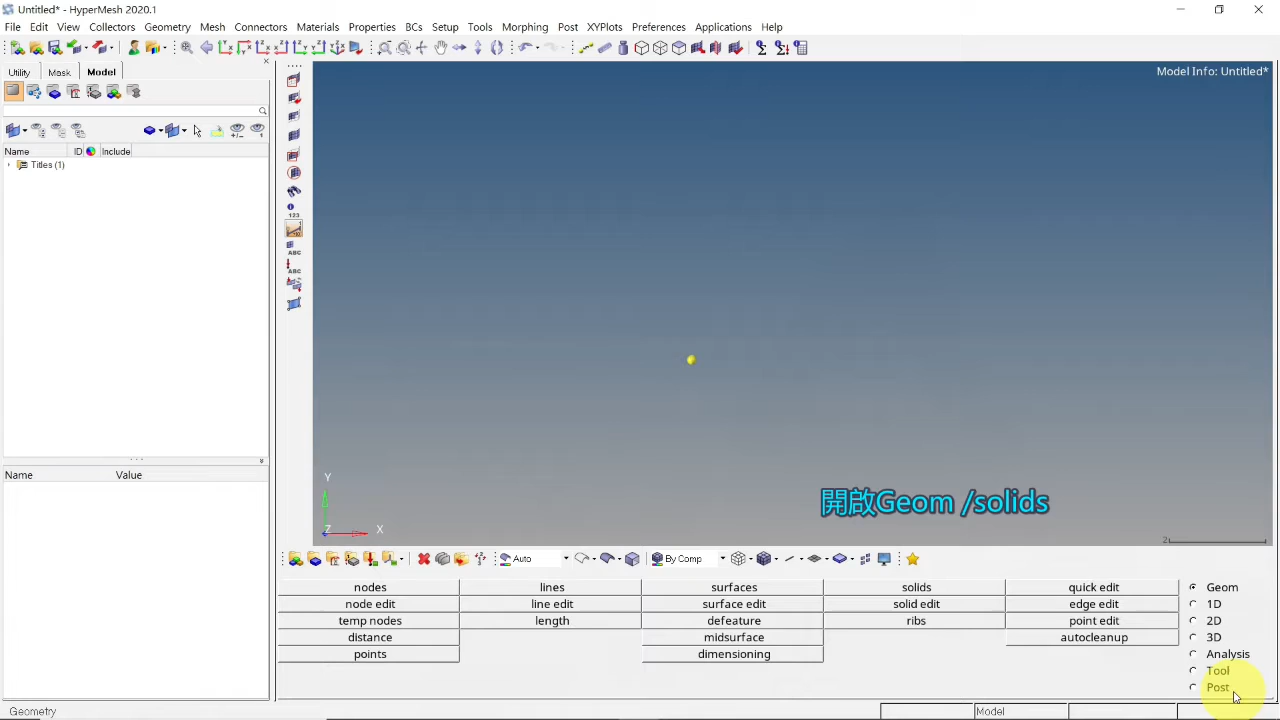 Untitled* - HyperMesh 2020.1
File Edit View Collectors Geometry Mesh Connectors Materials Properties BCs Setup Tools Morphing Post XYPlots Preferences Applications Help
Utility Mask Model
Model Info: Untitled*
Name ID Include
Titles (1)
123
ABC
ABC
Name Value
Y
Z X
開啟Geom /solids
2
Auto By Comp
nodes lines surfaces solids quick edit Geom
node edit line edit surface edit solid edit edge edit 1D
temp nodes length defeature ribs point edit 2D
distance midsurface autocleanup 3D
points dimensioning Analysis
Tool
Post
Geometry Model